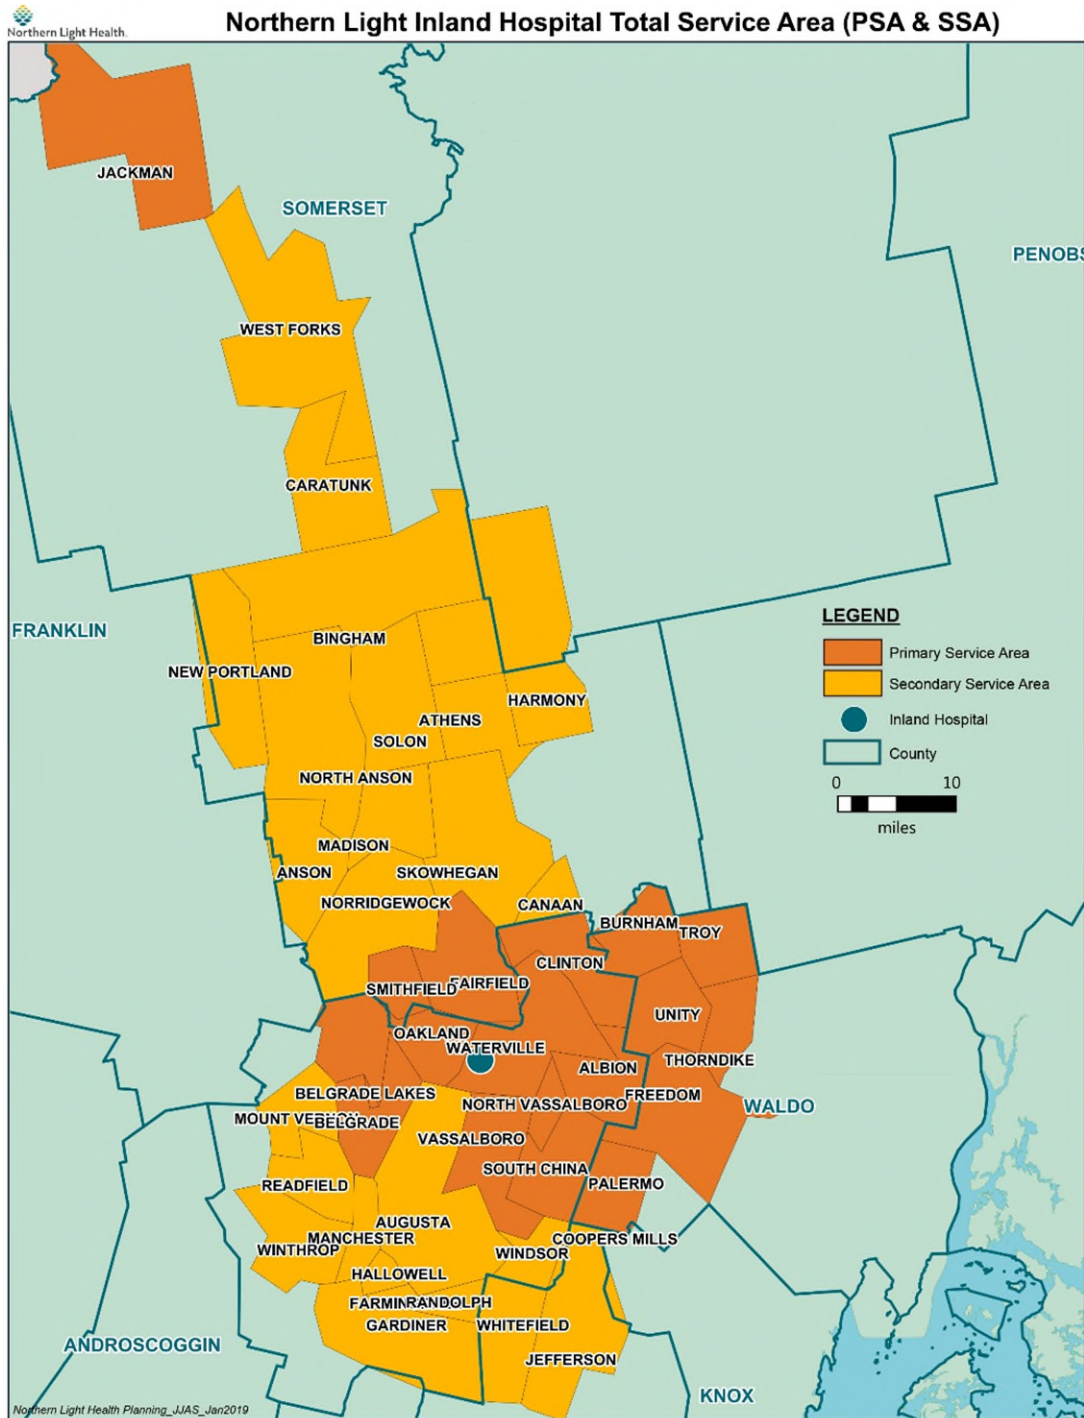 Northern Light Health.
Northern Light Inland Hospital Total Service Area (PSA & SSA)
JACKMAN
SOMERSET
PENOBS
WEST FORKS
CARATUNK
FRANKLIN
BINGHAM
NEW PORTLAND
HARMONY
ATHENS
SOLON
NORTH ANSON
LEGEND
Primary Service Area
Secondary Service Area
Inland Hospital
County
0 10
miles
MADISON
ANSON
SKOWHEGAN
NORRIDGEWOCK
CANAAN
BURNHAM
TROY
CLINTON
SMITHFIELD
FAIRFIELD
UNITY
OAKLAND
WATERVILLE
ALBION
THORNDIKE
BELGRADE LAKES
FREEDOM
NORTH VASSALBORO
WALDO
MOUNT VERNON
BELGRADE
VASSALBORO
SOUTH CHINA
READFIELD
PALERMO
AUGUSTA
MANCHESTER
WINTHROP
COOPERS MILLS
WINDSOR
HALLOWELL
RANDOLPH
GARDINER
WHITEFIELD
ANDROSCOGGIN
JEFFERSON
KNOX
Northern Light Health Planning_JJAS_Jan2019